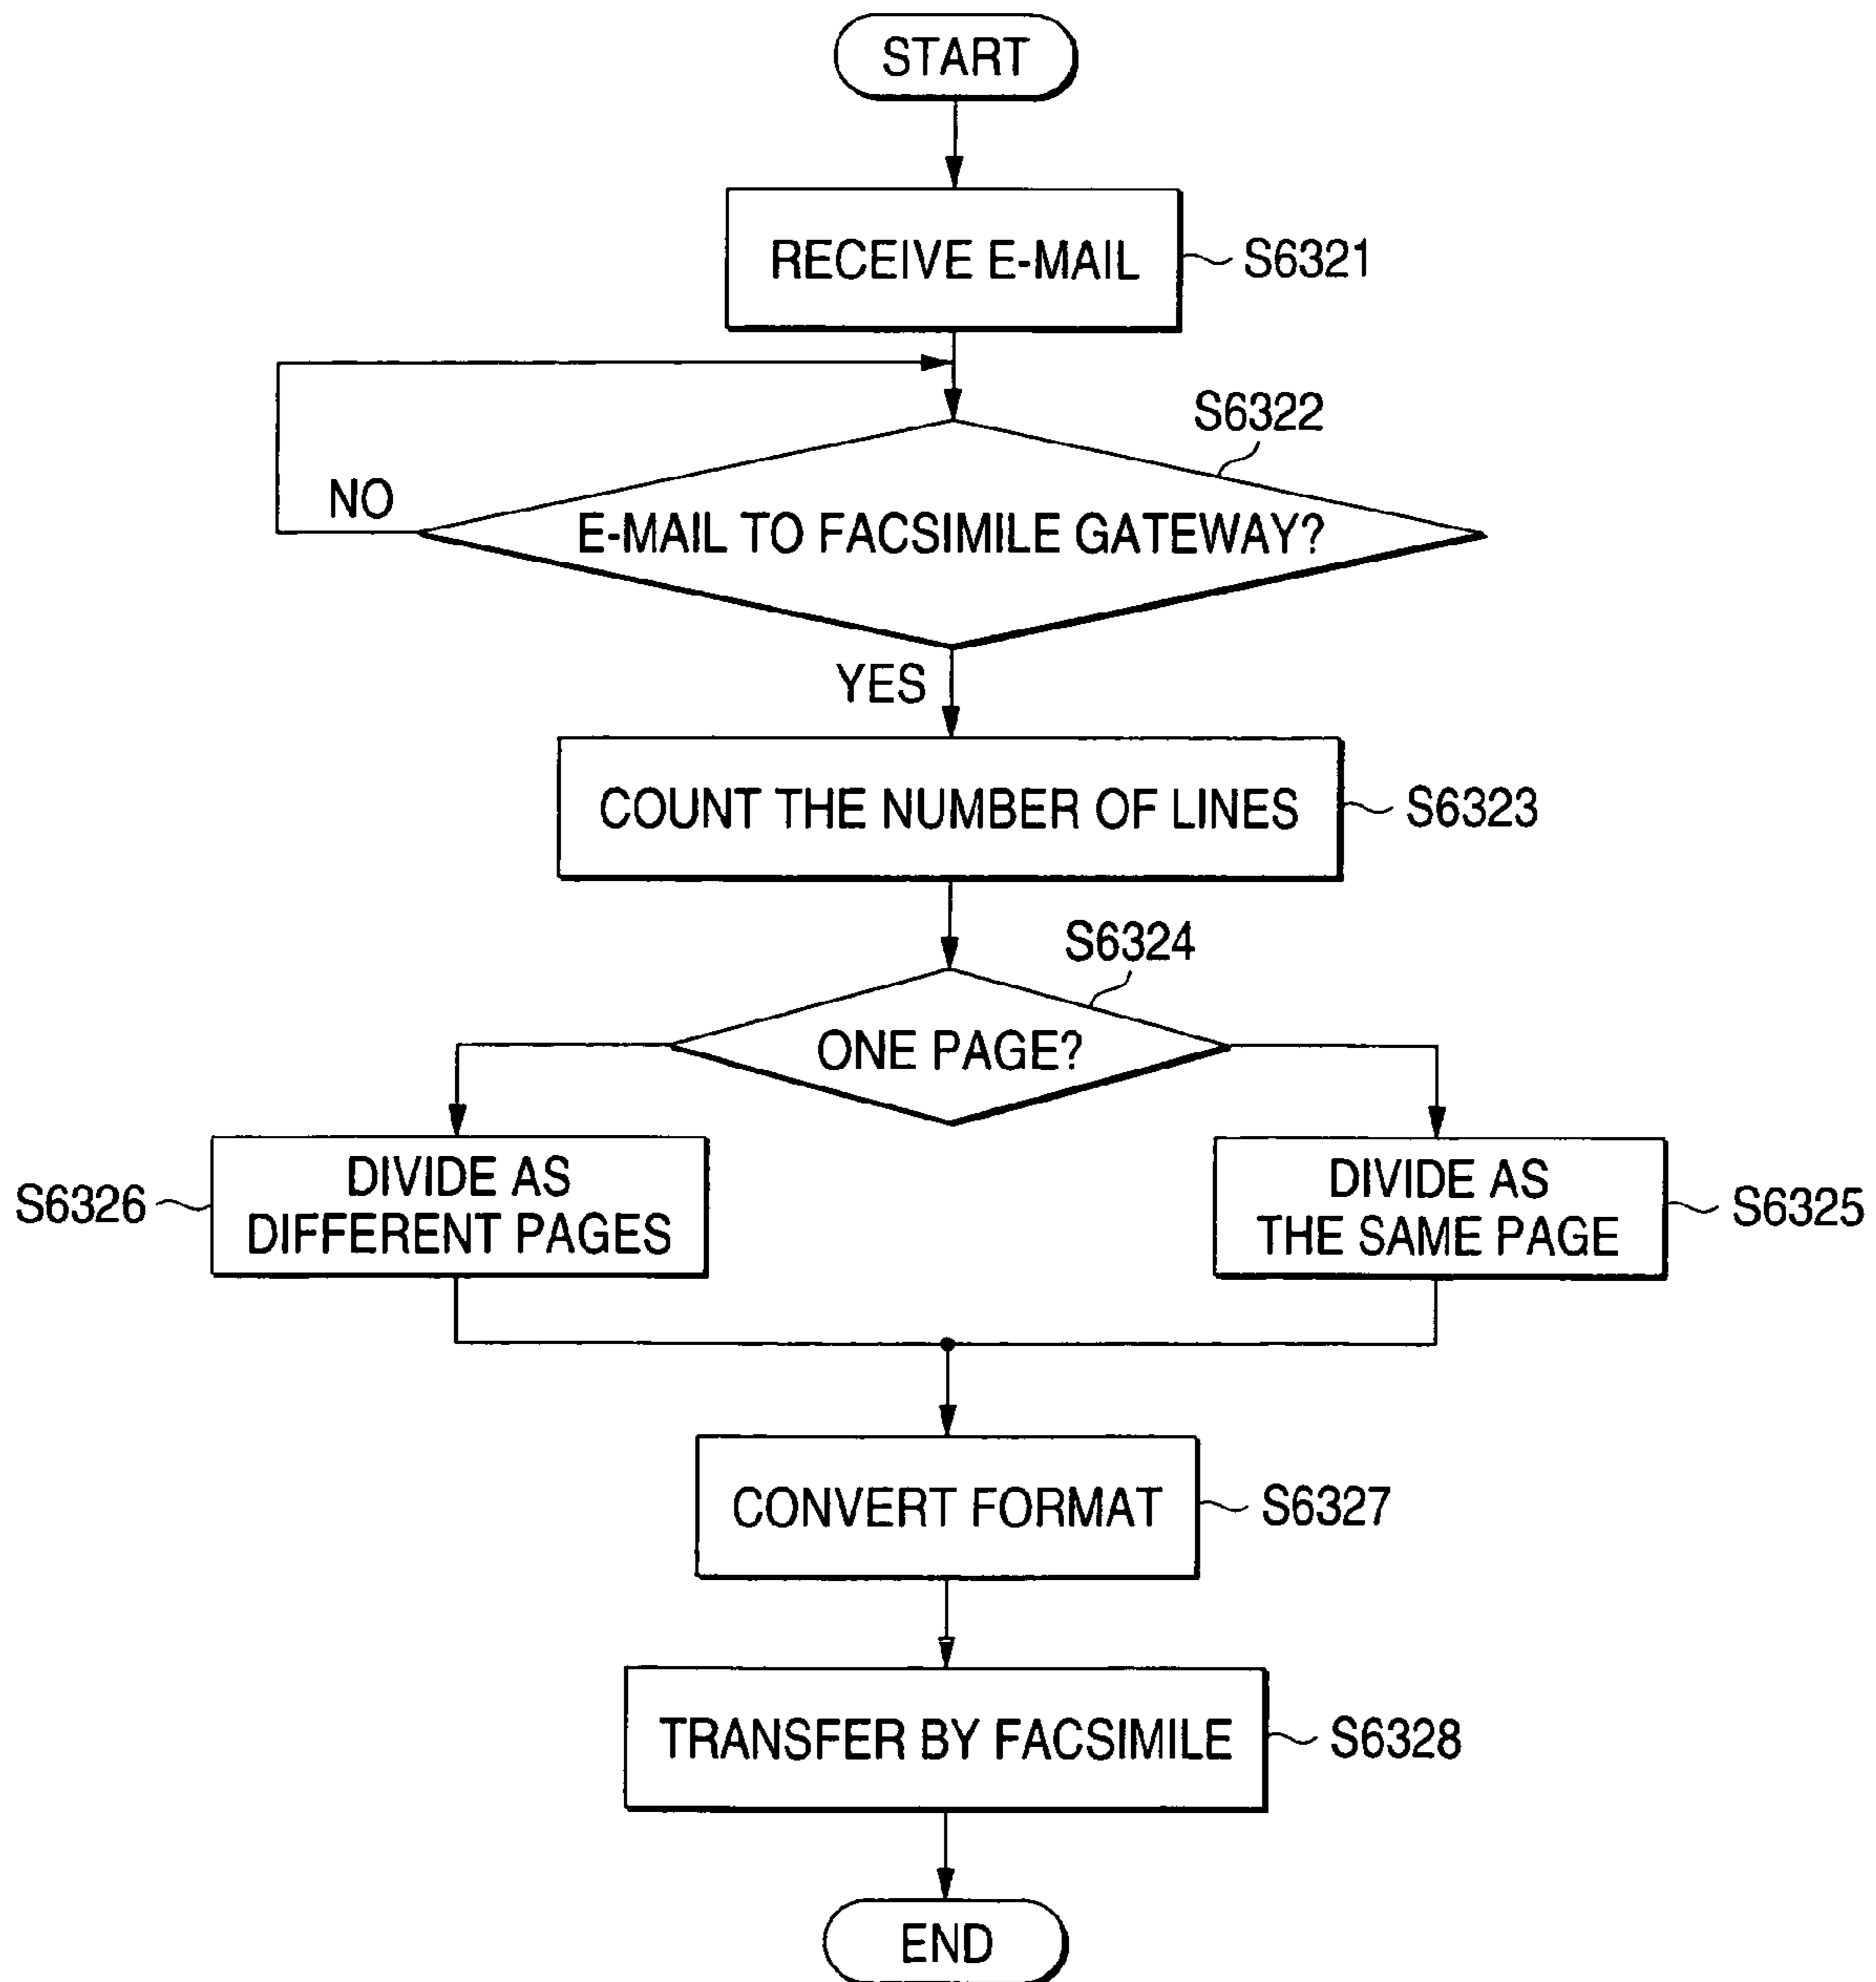 START
RECEIVE E-MAIL
S6321
S6322
NO
E-MAIL TO FACSIMILE GATEWAY?
YES
COUNT THE NUMBER OF LINES
S6323
S6324
ONE PAGE?
S6326
DIVIDE AS
DIFFERENT PAGES
DIVIDE AS
THE SAME PAGE
S6325
CONVERT FORMAT
S6327
TRANSFER BY FACSIMILE
S6328
END